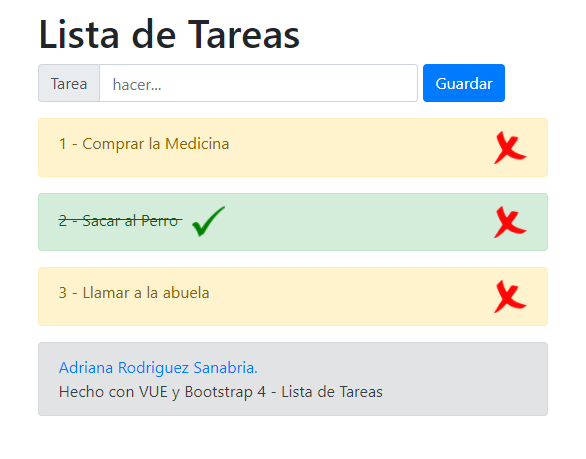 Lista de Tareas
Tarea hacer... Guardar
1 - Comprar la Medicina
2 - Sacar al Perro
3 - Llamar a la abuela
Adriana Rodriguez Sanabria.
Hecho con VUE y Bootstrap 4 - Lista de Tareas